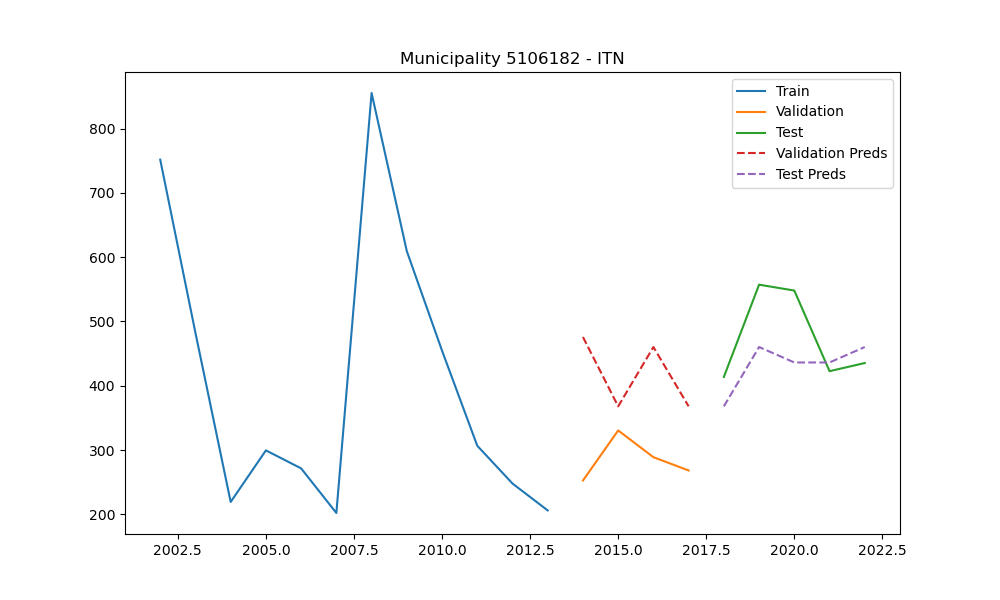 Municipality 5106182 - ITN
Train
Validation
Test
Validation Preds
Test Preds
800
700
600
500
400
300
200
2002.5 2005.0 2007.5 2010.0 2012.5 2015.0 2017.5 2020.0 2022.5